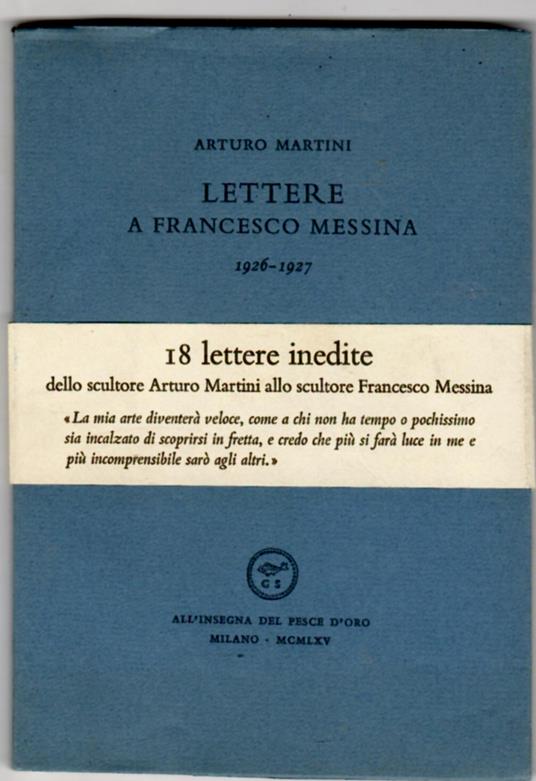 ARTURO MARTINI
LETTERE
A FRANCESCO MESSINA
1926-1927
18 lettere inedite
dello scultore Arturo Martini allo scultore Francesco Messina
«La mia arte diventerà veloce, come a chi non ha tempo o pochissimo
sia incalzato di scoprirsi in fretta, e credo che più si farà luce in me e
più incomprensibile sarò agli altri.»
G S
ALL'INSEGNA DEL PESCE D'ORO
MILANO · MCMLXV